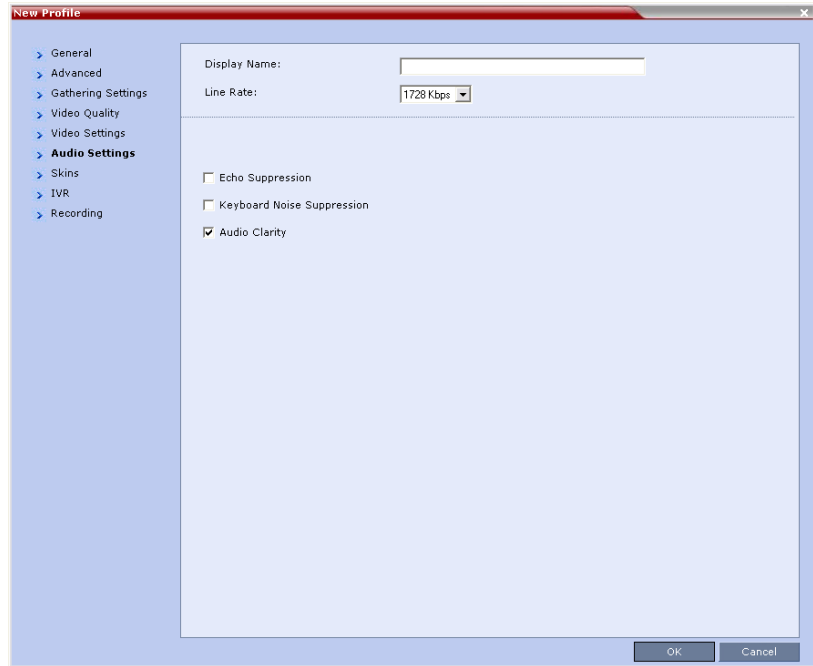 New Profile
General
Advanced
Gathering Settings
Video Quality
Video Settings
Audio Settings
Skins
IVR
Recording
Display Name:
Line Rate: 1728 Kbps
Echo Suppression
Keyboard Noise Suppression
Audio Clarity
OK Cancel